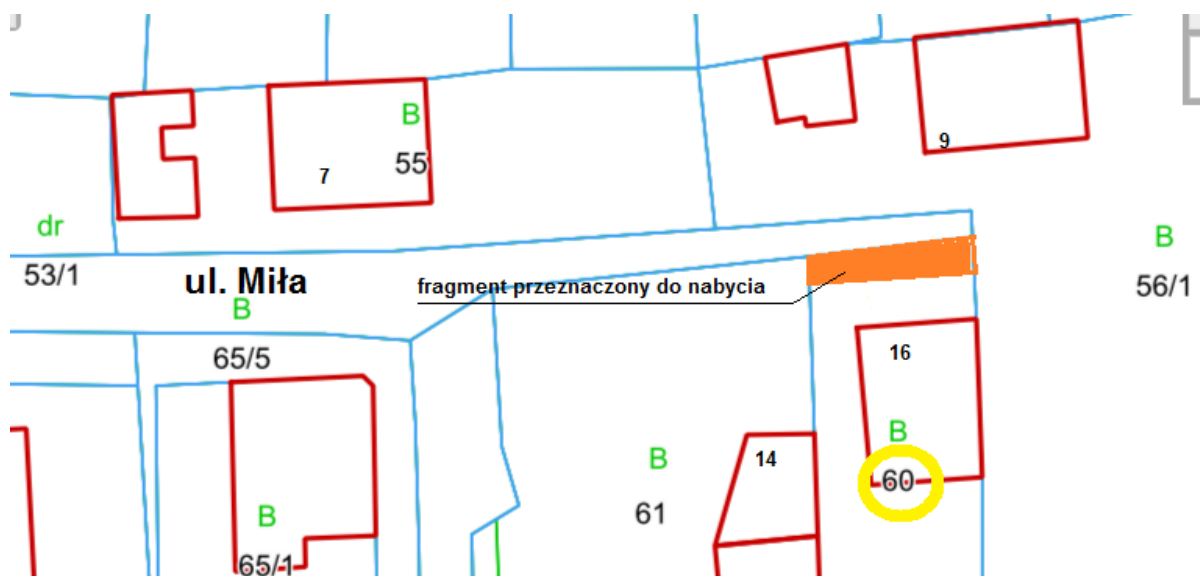 B
55
7
9
dr
53/1
ul. Miła
B
fragment przeznaczony do nabycia
B
56/1
65/5
16
B
60
B
14
61
B
65/1